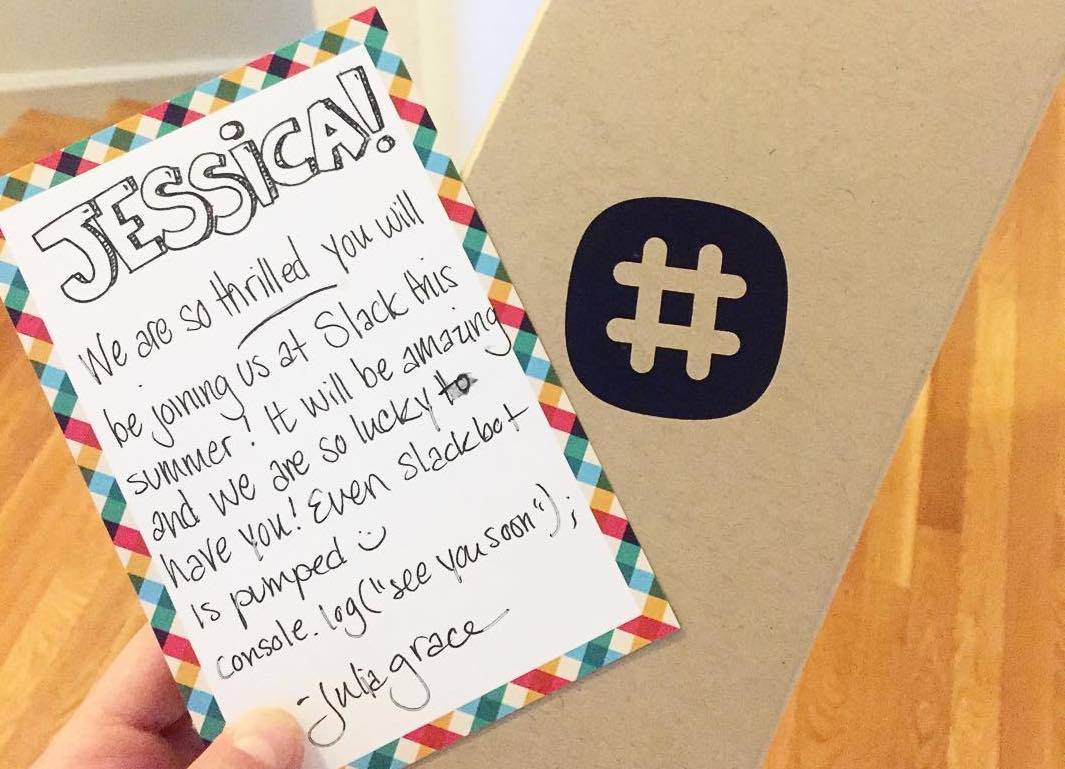 JESSiCA!
We are so thrilled you will
be joining us at Slack this
summer! It will be amazing
and we are so lucky to
have you! Even Slackbot
is pumped :)
console.log("see you soon");
-Julia grace
#